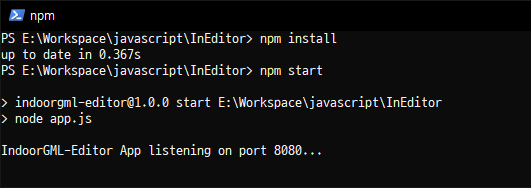 npm
PS E:\Workspace\javascript\InEditor> npm install
up to date in 0.367s
PS E:\Workspace\javascript\InEditor> npm start
> indoorgml-editor@1.0.0 start E:\Workspace\javascript\InEditor
> node app.js
IndoorGML-Editor App listening on port 8080...